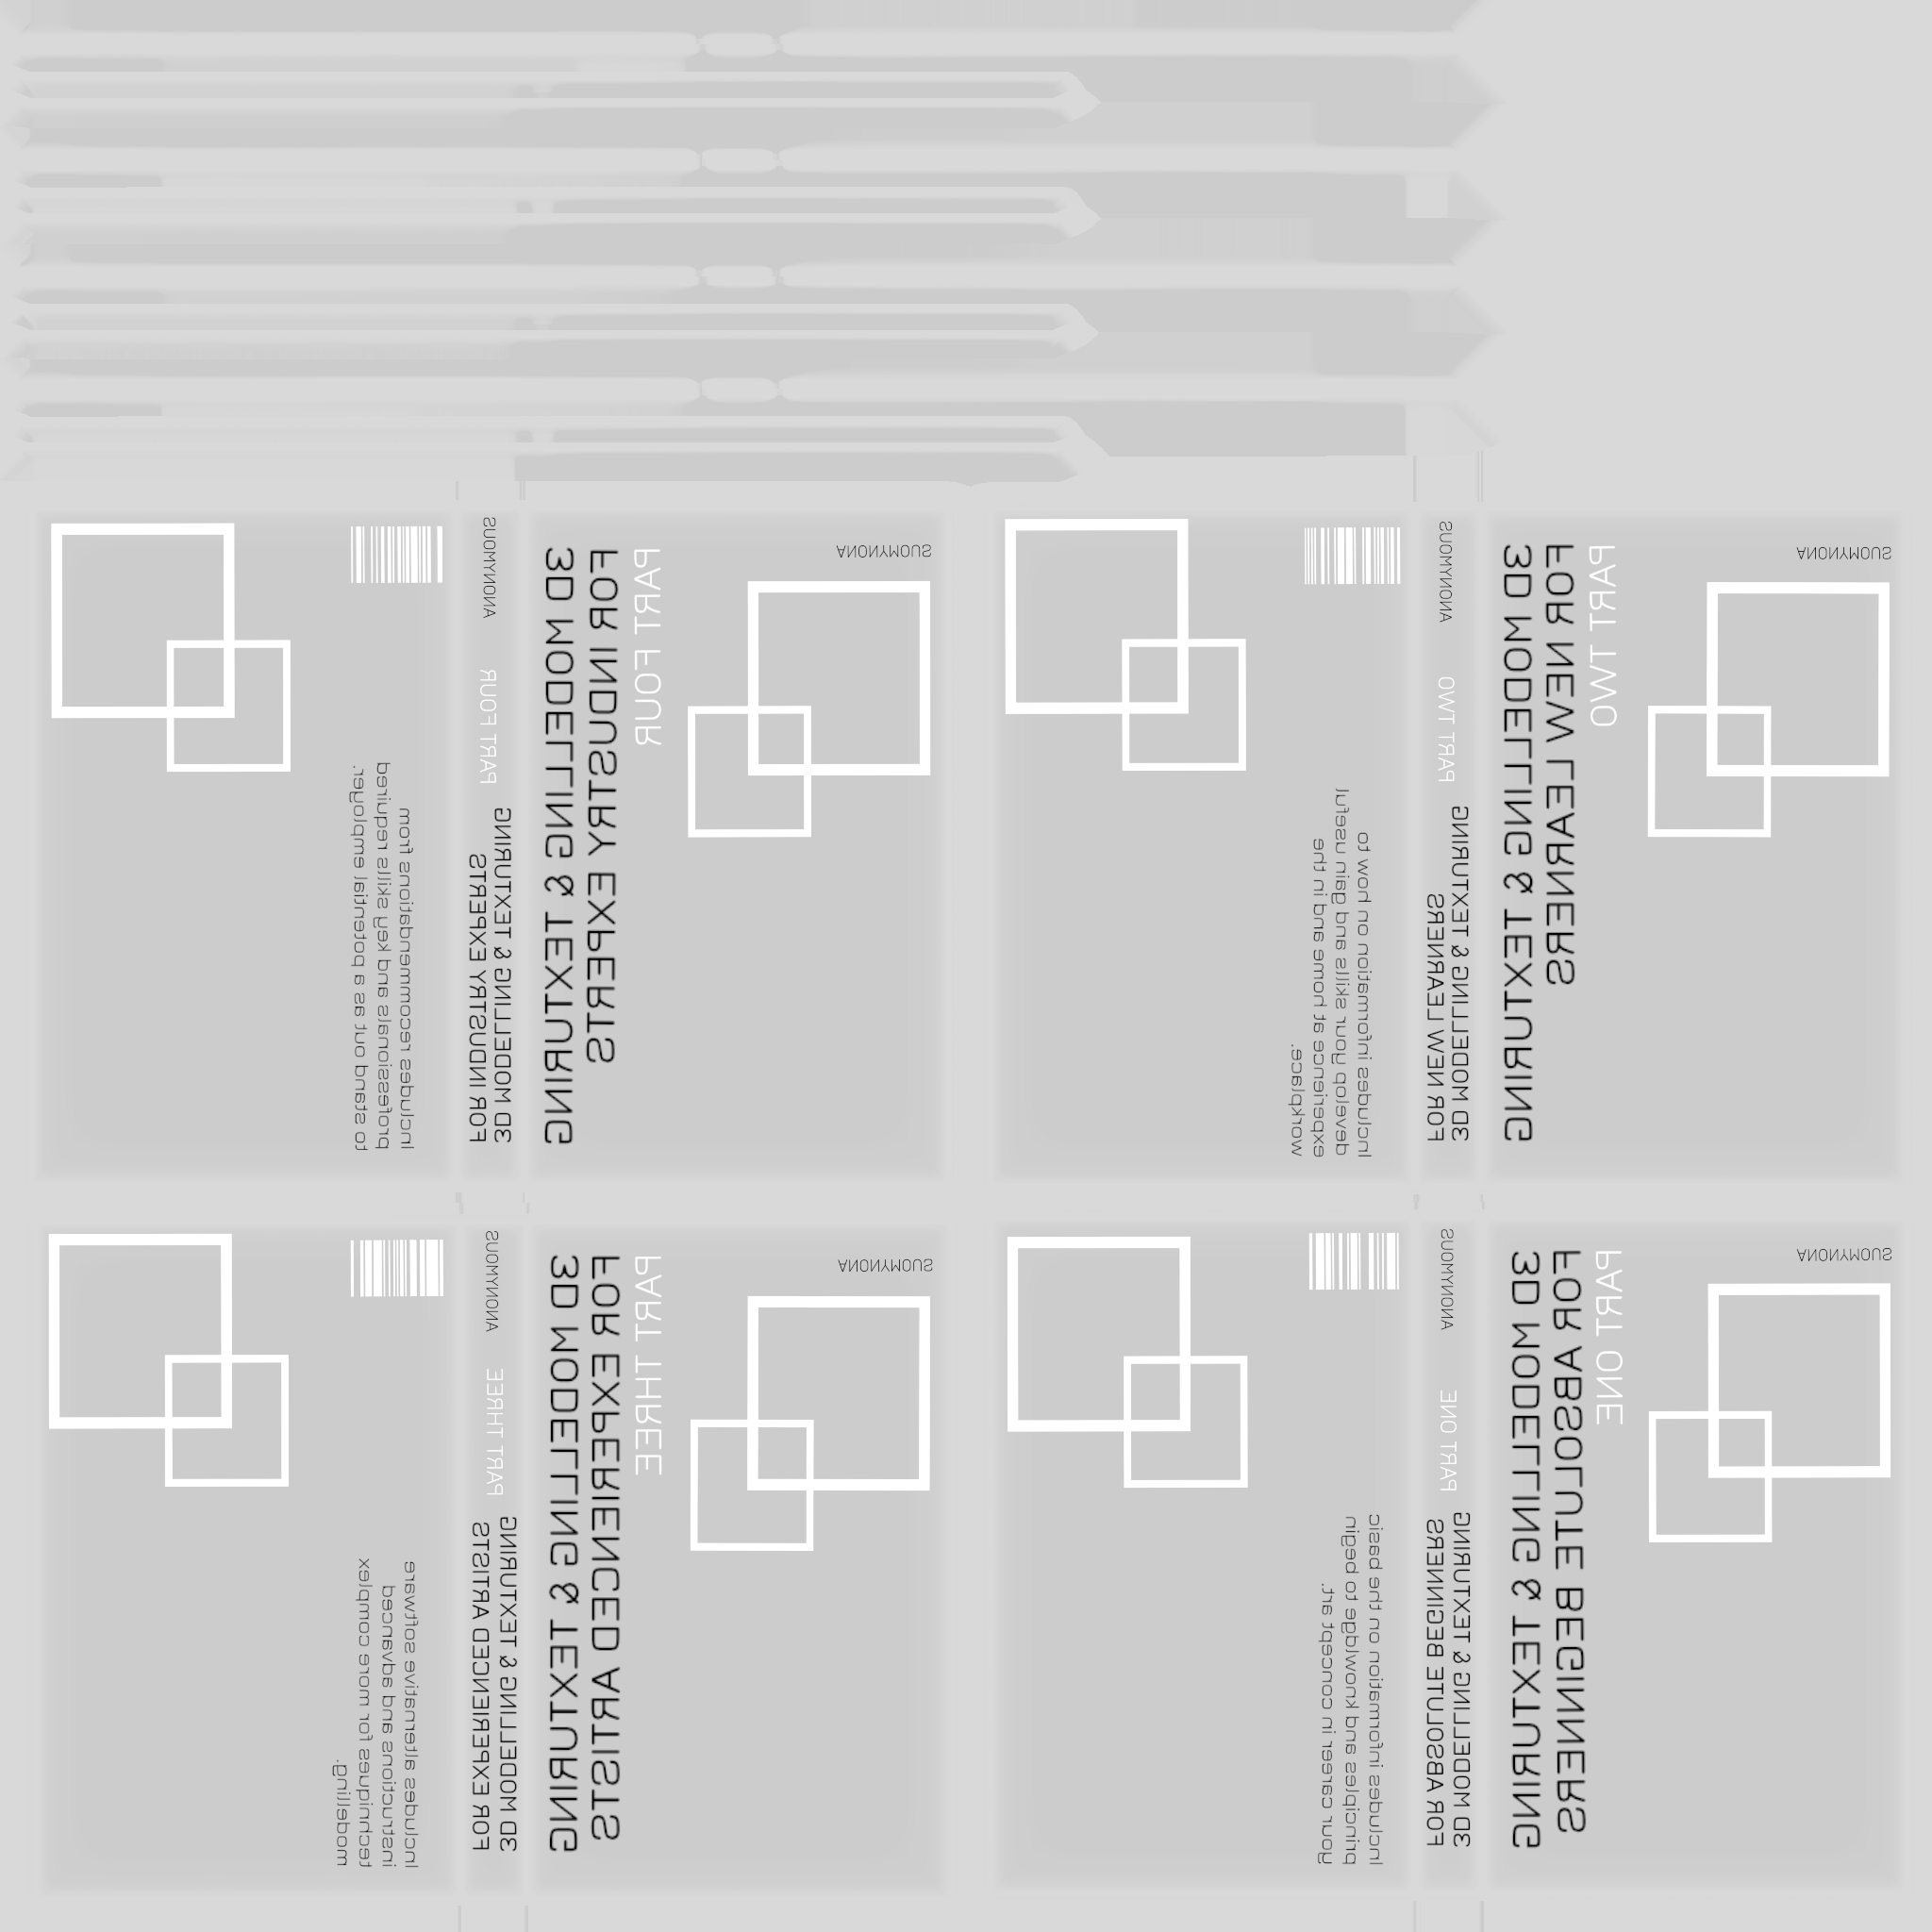 Includes recommendations from
professionals and key skills required
to stand out as a potential employer.
ANONYMOUS
PART FOUR
3D MODELLING & TEXTURING
FOR INDUSTRY EXPERTS
3D MODELLING & TEXTURING
FOR INDUSTRY EXPERTS
PART FOUR
ANONYMOUS
Includes information on how to
develop your skills and gain useful
experience at home and in the
workplace.
ANONYMOUS
PART TWO
3D MODELLING & TEXTURING
FOR NEW LEARNERS
3D MODELLING & TEXTURING
FOR NEW LEARNERS
PART TWO
ANONYMOUS
Includes alternative software
instructions and advanced
techniques for more complex
modelling.
ANONYMOUS
PART THREE
3D MODELLING & TEXTURING
FOR EXPERIENCED ARTISTS
3D MODELLING & TEXTURING
FOR EXPERIENCED ARTISTS
PART THREE
ANONYMOUS
Includes information on the basic
principles and knowldge to begin
your career in concept art.
ANONYMOUS
PART ONE
3D MODELLING & TEXTURING
FOR ABSOLUTE BEGINNERS
3D MODELLING & TEXTURING
FOR ABSOLUTE BEGINNERS
PART ONE
ANONYMOUS